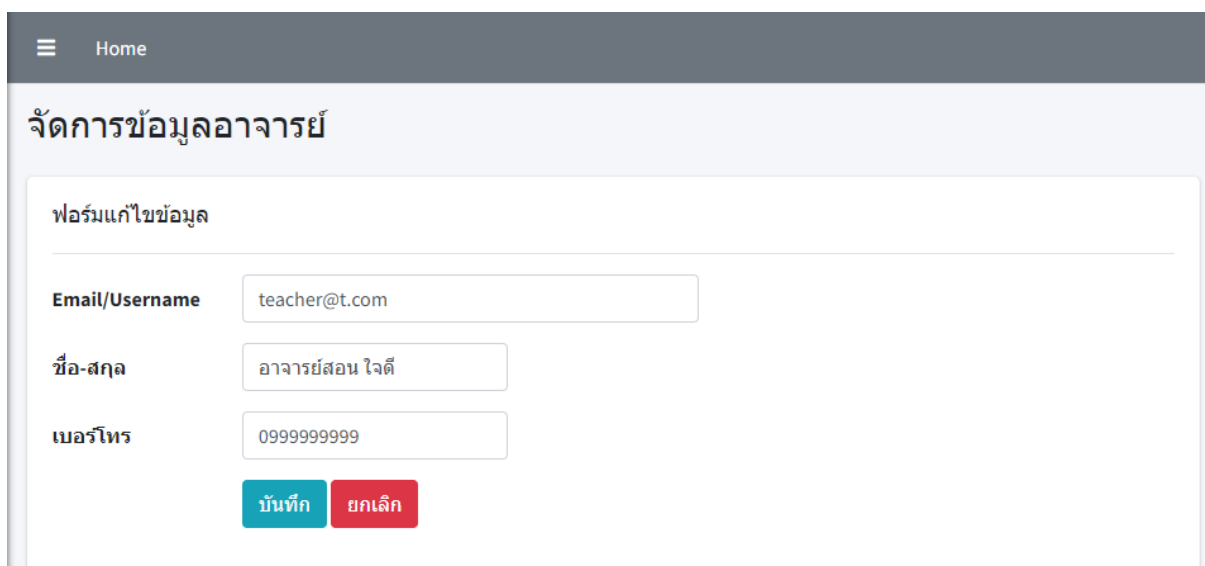 Home
จัดการข้อมูลอาจารย์
ฟอร์มแก้ไขข้อมูล
Email/Username teacher@t.com
ชื่อ-สกุล อาจารย์สอน ใจดี
เบอร์โทร 0999999999
บันทึก ยกเลิก